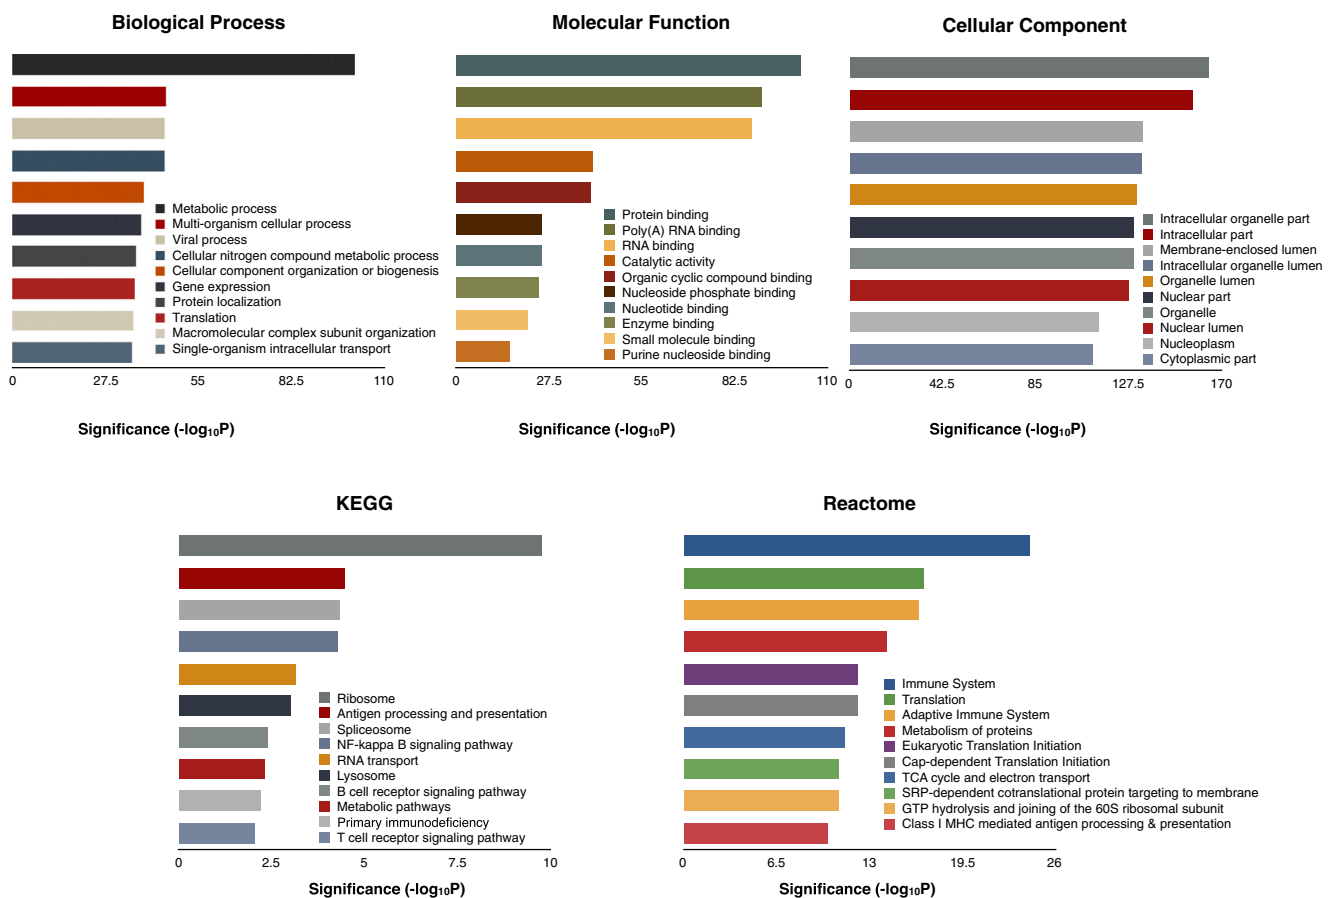 Biological Process
Metabolic process
Multi-organism cellular process
Viral process
Cellular nitrogen compound metabolic process
Cellular component organization or biogenesis
Gene expression
Protein localization
Translation
Macromolecular complex subunit organization
Single-organism intracellular transport
0 27.5 55 82.5 110
Significance (-log₁₀P)
Molecular Function
Protein binding
Poly(A) RNA binding
RNA binding
Catalytic activity
Organic cyclic compound binding
Nucleoside phosphate binding
Nucleotide binding
Enzyme binding
Small molecule binding
Purine nucleoside binding
0 27.5 55 82.5 110
Significance (-log₁₀P)
Cellular Component
Intracellular organelle part
Intracellular part
Membrane-enclosed lumen
Intracellular organelle lumen
Organelle lumen
Nuclear part
Organelle
Nuclear lumen
Nucleoplasm
Cytoplasmic part
0 42.5 85 127.5 170
Significance (-log₁₀P)
KEGG
Ribosome
Antigen processing and presentation
Spliceosome
NF-kappa B signaling pathway
RNA transport
Lysosome
B cell receptor signaling pathway
Metabolic pathways
Primary immunodeficiency
T cell receptor signaling pathway
0 2.5 5 7.5 10
Significance (-log₁₀P)
Reactome
Immune System
Translation
Adaptive Immune System
Metabolism of proteins
Eukaryotic Translation Initiation
Cap-dependent Translation Initiation
TCA cycle and electron transport
SRP-dependent cotranslational protein targeting to membrane
GTP hydrolysis and joining of the 60S ribosomal subunit
Class I MHC mediated antigen processing & presentation
0 6.5 13 19.5 26
Significance (-log₁₀P)